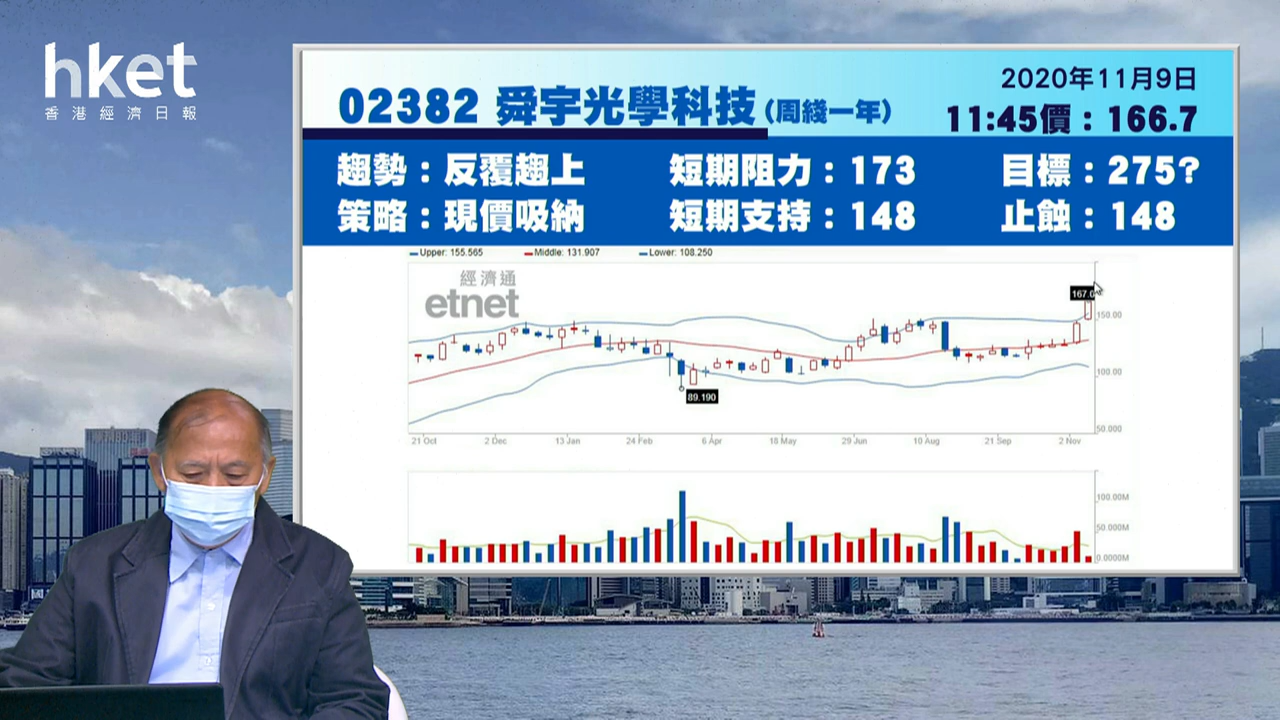 hket
香港經濟日報
2020年11月9日
02382 舜宇光學科技 (周綫一年)
11:45價：166.7
趨勢：反覆趨上 短期阻力：173 目標：275?
策略：現價吸納 短期支持：148 止蝕：148
Upper: 155.565 Middle: 131.907 Lower: 108.250
經濟通
etnet
167.0
150.00
100.00
89.190
50.000
21 Oct 2 Dec 13 Jan 24 Feb 6 Apr 18 May 29 Jun 10 Aug 21 Sep 2 Nov
100.00M
50.000M
0.0000M